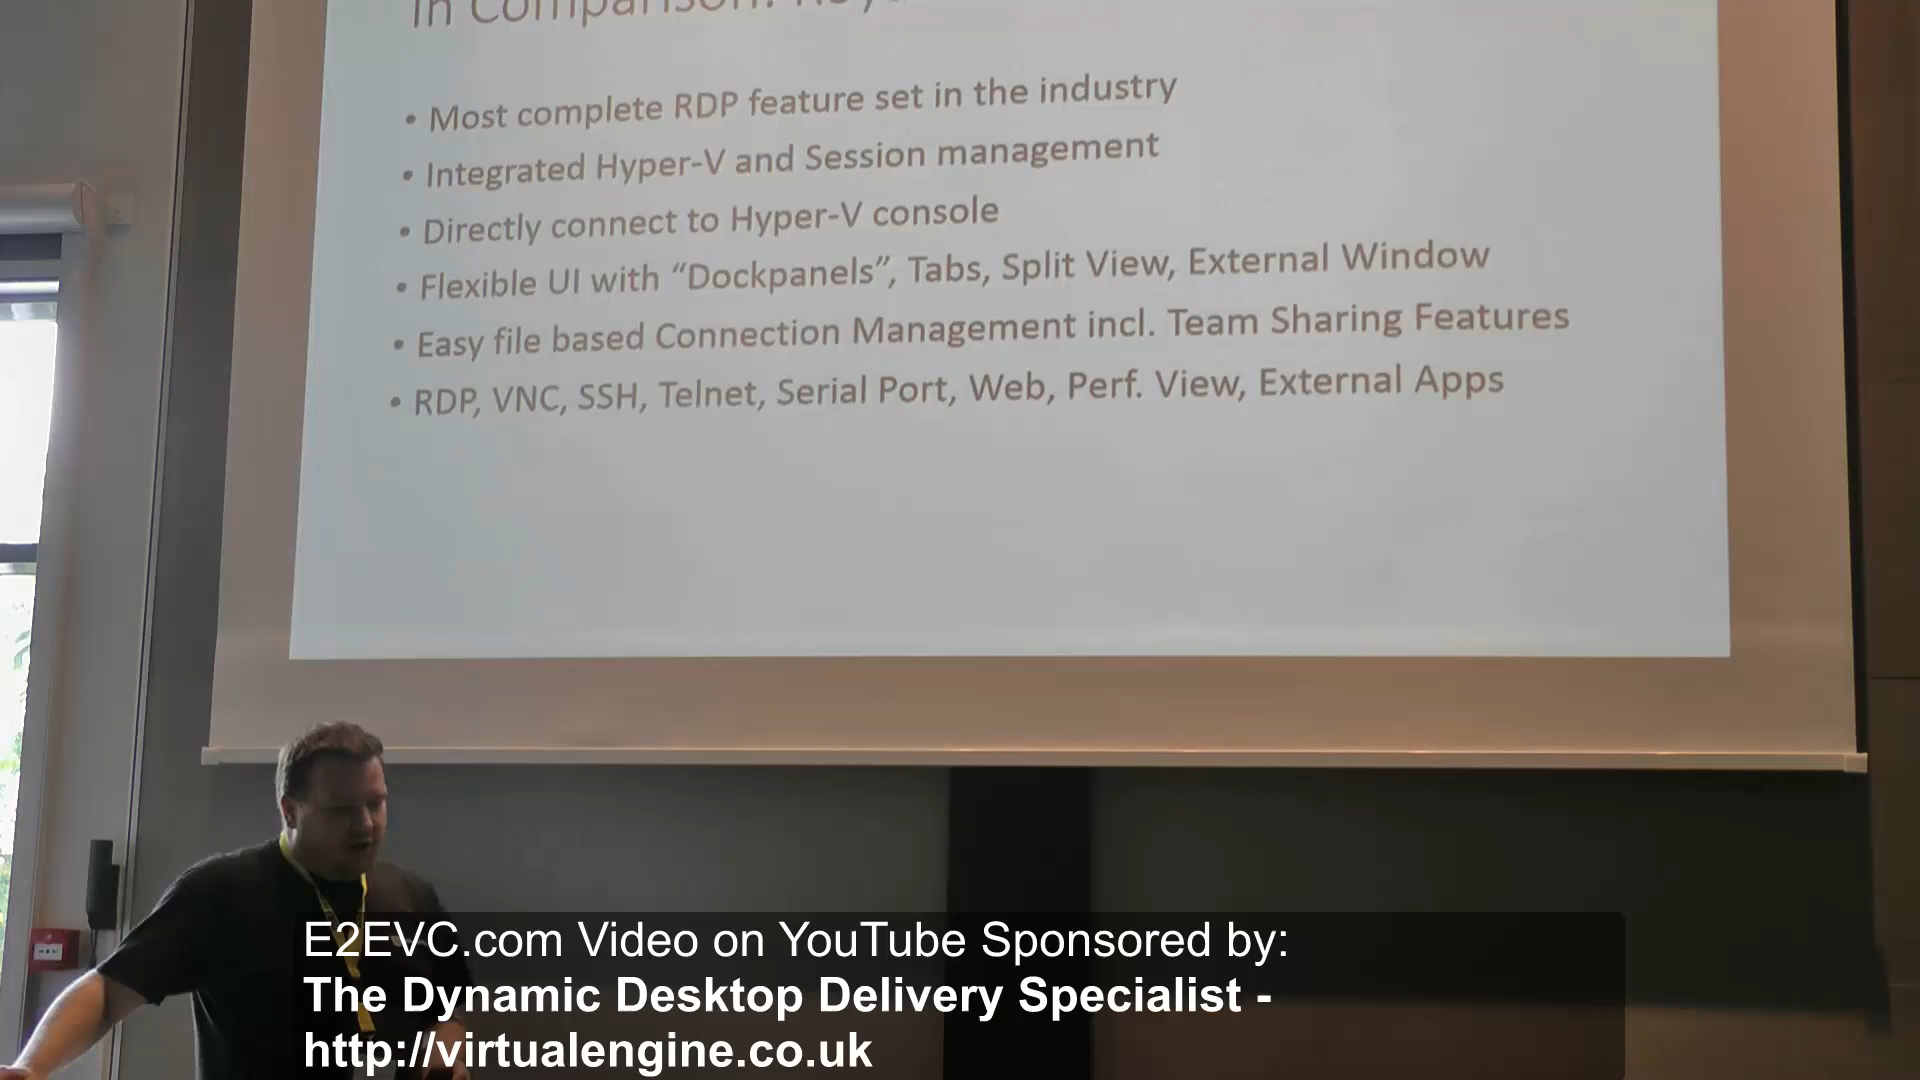 In Comparison:
• Most complete RDP feature set in the industry
• Integrated Hyper-V and Session management
• Directly connect to Hyper-V console
• Flexible UI with “Dockpanels”, Tabs, Split View, External Window
• Easy file based Connection Management incl. Team Sharing Features
• RDP, VNC, SSH, Telnet, Serial Port, Web, Perf. View, External Apps
E2EVC.com Video on YouTube Sponsored by:
The Dynamic Desktop Delivery Specialist -
http://virtualengine.co.uk